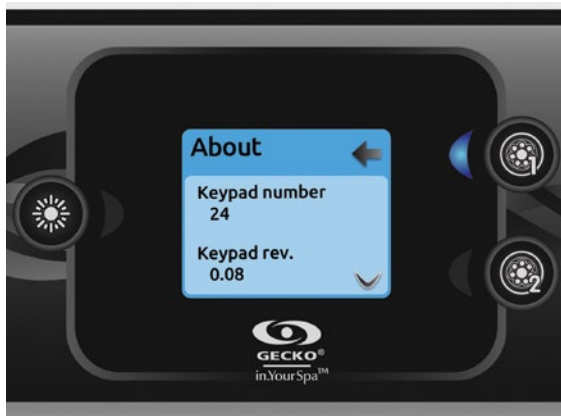 About
Keypad number
24
Keypad rev.
0.08
1
2
GECKO®
in.YourSpa™